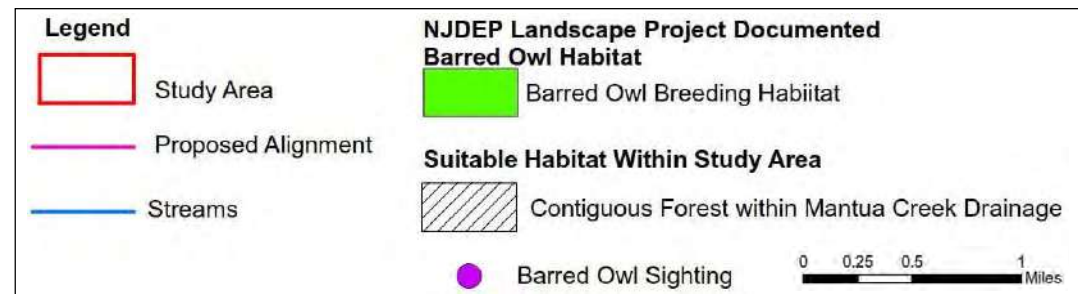 Legend
Study Area
Proposed Alignment
Streams
NJDEP Landscape Project Documented
Barred Owl Habitat
Barred Owl Breeding Habiitat
Suitable Habitat Within Study Area
Contiguous Forest within Mantua Creek Drainage
Barred Owl Sighting
0 0.25 0.5 1
Miles